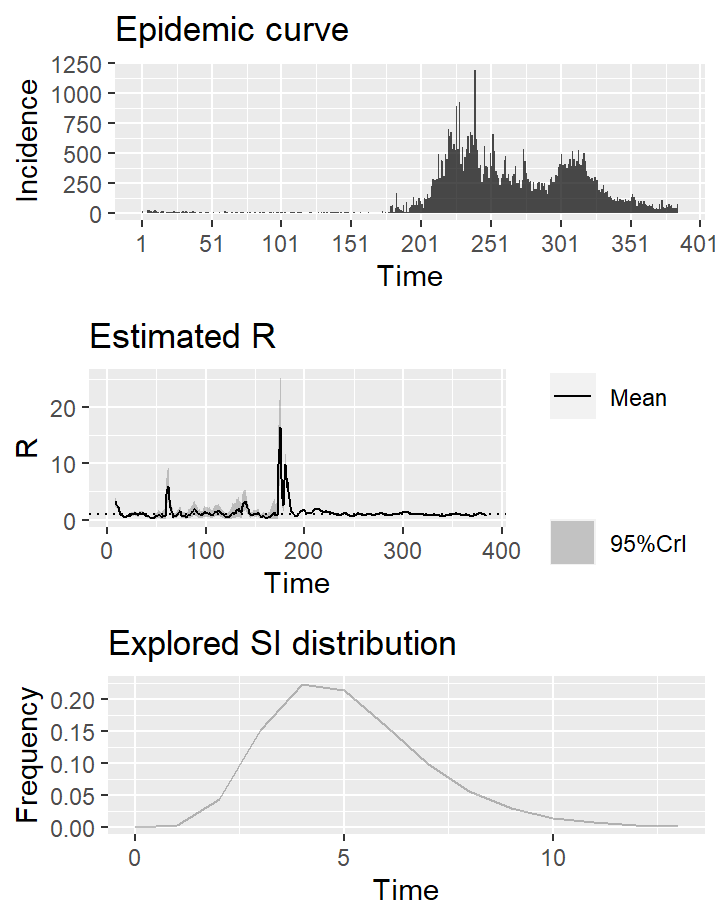 Epidemic curve
Incidence
1250
1000
750
500
250
0
1 51 101 151 201 251 301 351 401
Time
Estimated R
R
20
10
0
0 100 200 300 400
Time
Mean
95%CrI
Explored SI distribution
Frequency
0.20
0.15
0.10
0.05
0.00
0 5 10
Time